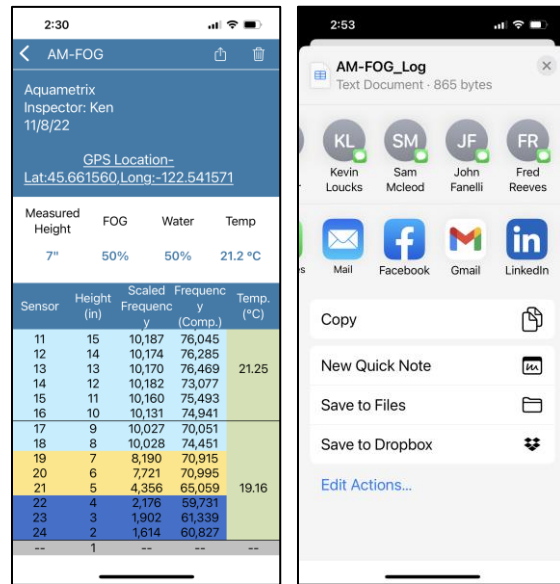 2:30
AM-FOG
Aquametrix
Inspector: Ken
11/8/22
GPS Location-
Lat:45.661560,Long:-122.541571
Measured Height FOG Water Temp
7" 50% 50% 21.2 °C
Sensor Height (in) Scaled Frequency Frequency (Comp.) Temp. (°C)
11 15 10,187 76,045
12 14 10,174 76,285
13 13 10,170 76,469 21.25
14 12 10,182 73,077
15 11 10,160 75,493
16 10 10,131 74,941
17 9 10,027 70,051
18 8 10,028 74,451
19 7 8,190 70,915
20 6 7,721 70,995
21 5 4,356 65,059 19.16
22 4 2,176 59,731
23 3 1,902 61,339
24 2 1,614 60,827
-- 1 -- -- --
2:53
AM-FOG_Log
Text Document · 865 bytes
KL SM JF FR
Kevin Loucks
Sam Mcleod
John Fanelli
Fred Reeves
Mail Facebook Gmail LinkedIn
Copy
New Quick Note
Save to Files
Save to Dropbox
Edit Actions...